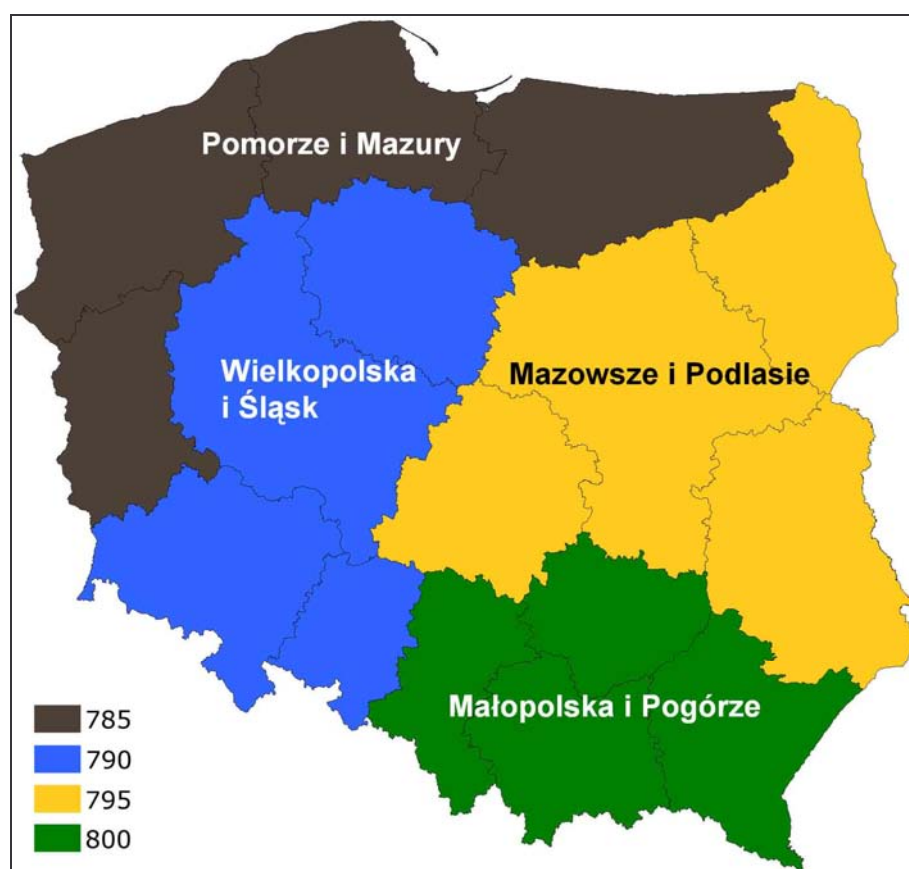 Pomorze i Mazury
Wielkopolska
i Śląsk
Mazowsze i Podlasie
Małopolska i Pogórze
785
790
795
800